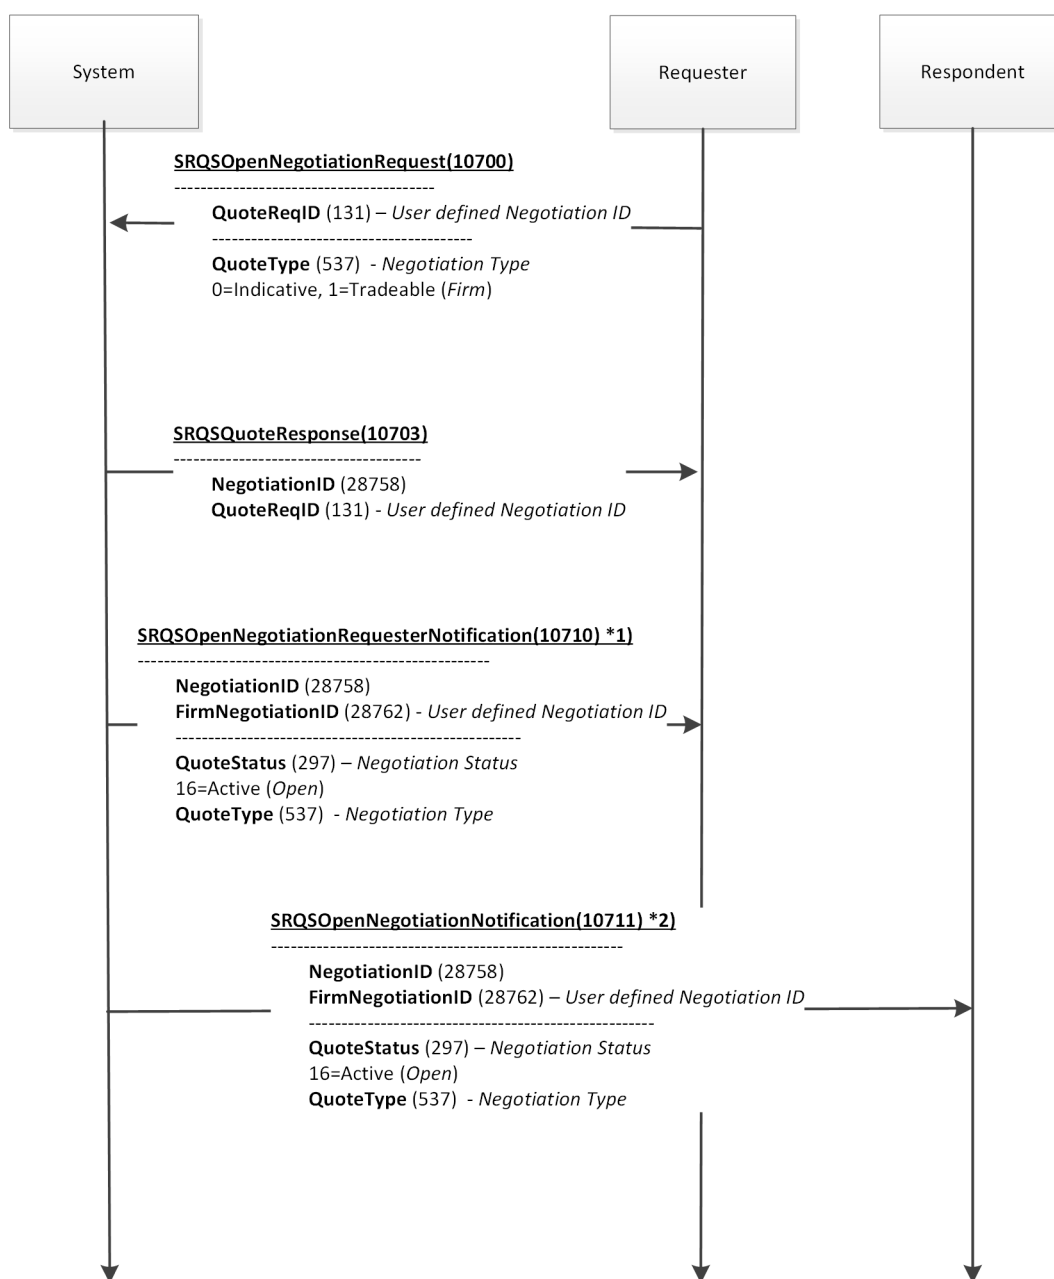 System
Requester
Respondent
SRQSOpenNegotiationRequest(10700)
----------------------------------------
QuoteReqID (131) – User defined Negotiation ID
----------------------------------------
QuoteType (537)  - Negotiation Type
0=Indicative, 1=Tradeable (Firm)
SRQSQuoteResponse(10703)
--------------------------------------
NegotiationID (28758)
QuoteReqID (131) - User defined Negotiation ID
SRQSOpenNegotiationRequesterNotification(10710) *1)
------------------------------------------------------
NegotiationID (28758)
FirmNegotiationID (28762) - User defined Negotiation ID
-----------------------------------------------------
QuoteStatus (297) – Negotiation Status
16=Active (Open)
QuoteType (537)  - Negotiation Type
SRQSOpenNegotiationNotification(10711) *2)
------------------------------------------------------
NegotiationID (28758)
FirmNegotiationID (28762) – User defined Negotiation ID
-----------------------------------------------------
QuoteStatus (297) – Negotiation Status
16=Active (Open)
QuoteType (537)  - Negotiation Type